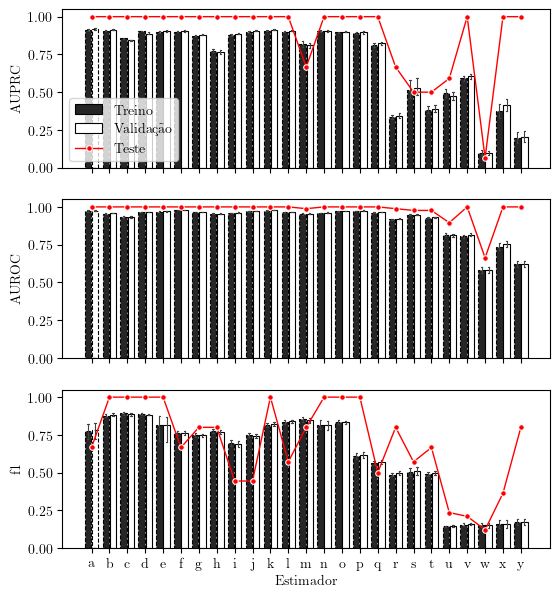 1.00
0.75
0.50
0.25
0.00
AUPRC
Treino
Validação
Teste
1.00
0.75
0.50
0.25
0.00
AUROC
1.00
0.75
0.50
0.25
0.00
f1
a b c d e f g h i j k l m n o p q r s t u v w x y
Estimador